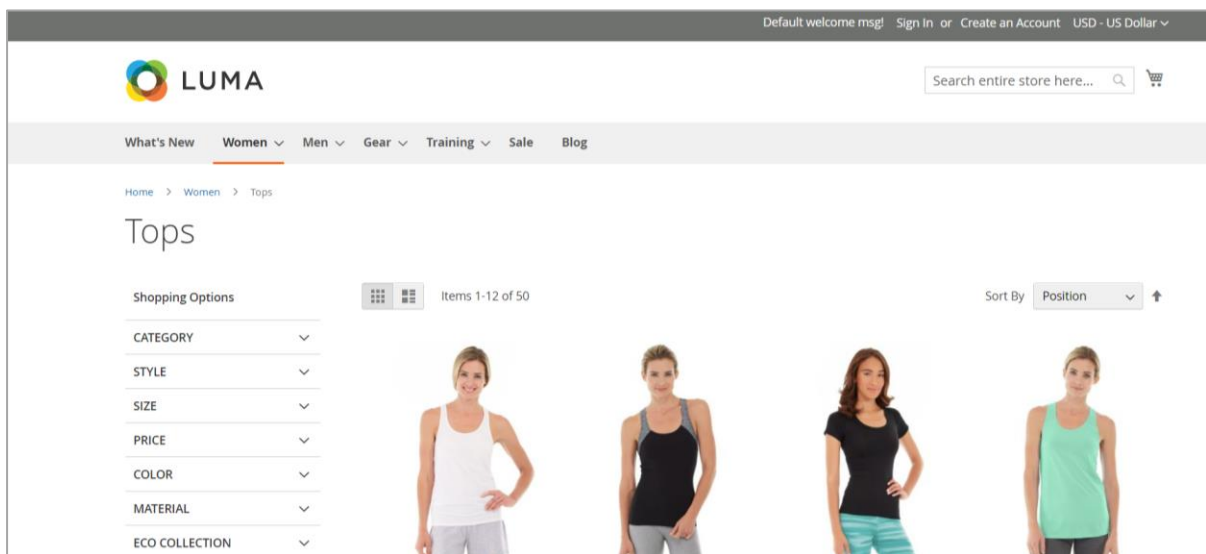 Default welcome msg! Sign In or Create an Account USD - US Dollar
LUMA
Search entire store here...
What's New Women Men Gear Training Sale Blog
Home > Women > Tops
Tops
Shopping Options
Items 1-12 of 50
Sort By Position
CATEGORY
STYLE
SIZE
PRICE
COLOR
MATERIAL
ECO COLLECTION